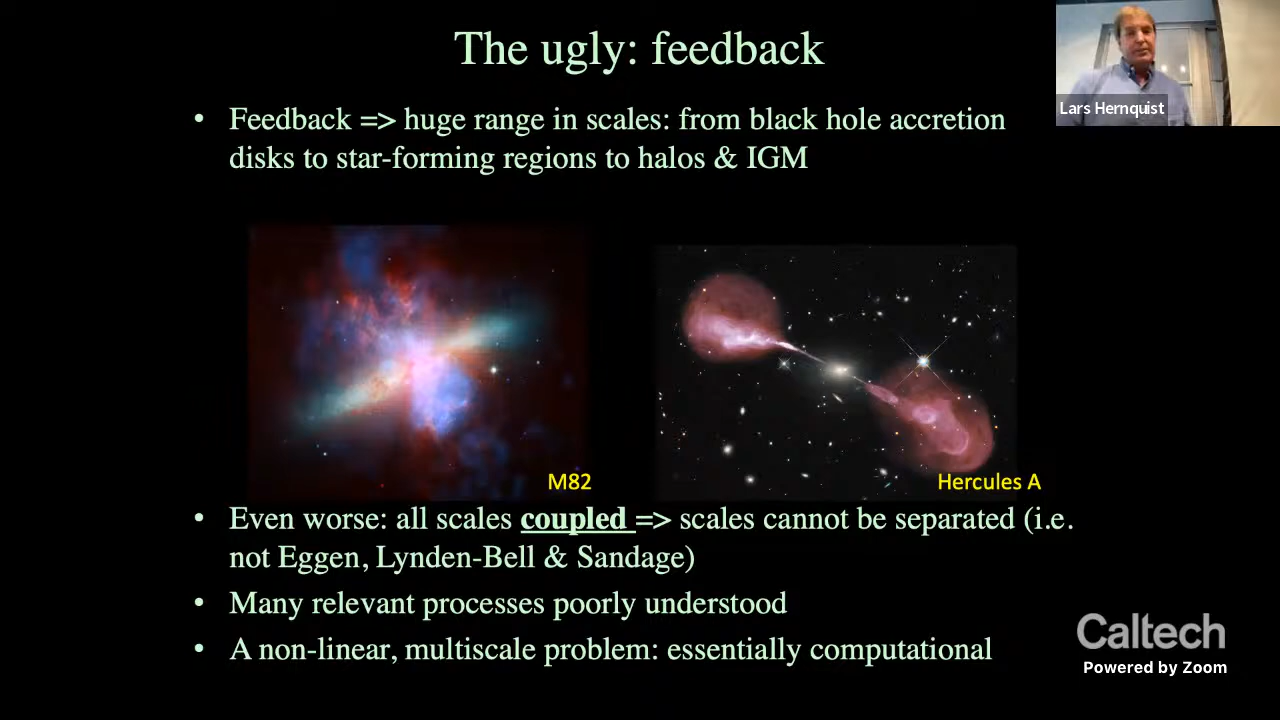 The ugly: feedback
Lars Hernquist
• Feedback => huge range in scales: from black hole accretion
disks to star-forming regions to halos & IGM
M82
Hercules A
• Even worse: all scales coupled => scales cannot be separated (i.e.
not Eggen, Lynden-Bell & Sandage)
• Many relevant processes poorly understood
• A non-linear, multiscale problem: essentially computational
Caltech
Powered by Zoom